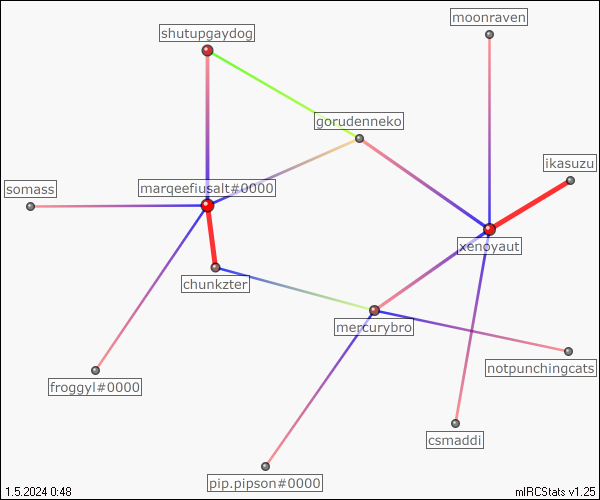 moonraven
shutupgaydog
gorudenneko
ikasuzu
somass
marqeefiusalt#0000
xenoyaut
chunkzter
mercurybro
notpunchingcats
froggyl#0000
csmaddi
pip.pipson#0000
1.5.2024 0:48
mIRCStats v1.25